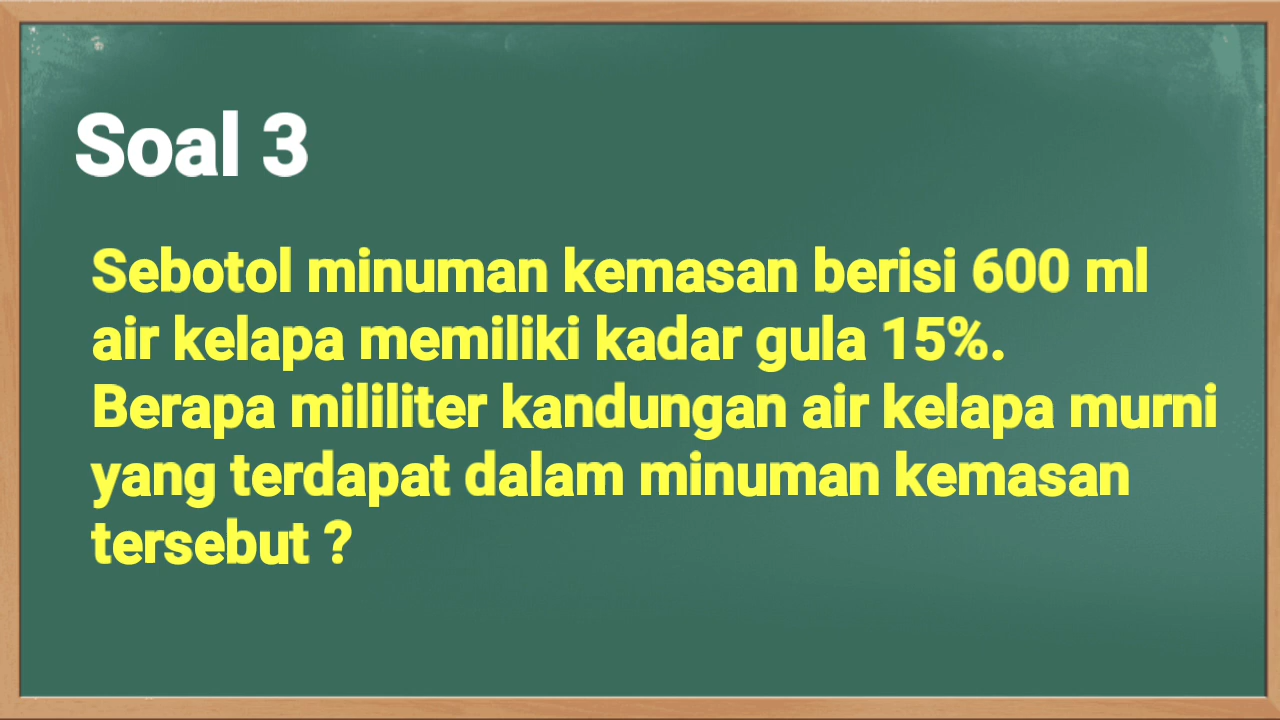 Soal 3
Sebotol minuman kemasan berisi 600 ml
air kelapa memiliki kadar gula 15%.
Berapa mililiter kandungan air kelapa murni
yang terdapat dalam minuman kemasan
tersebut ?